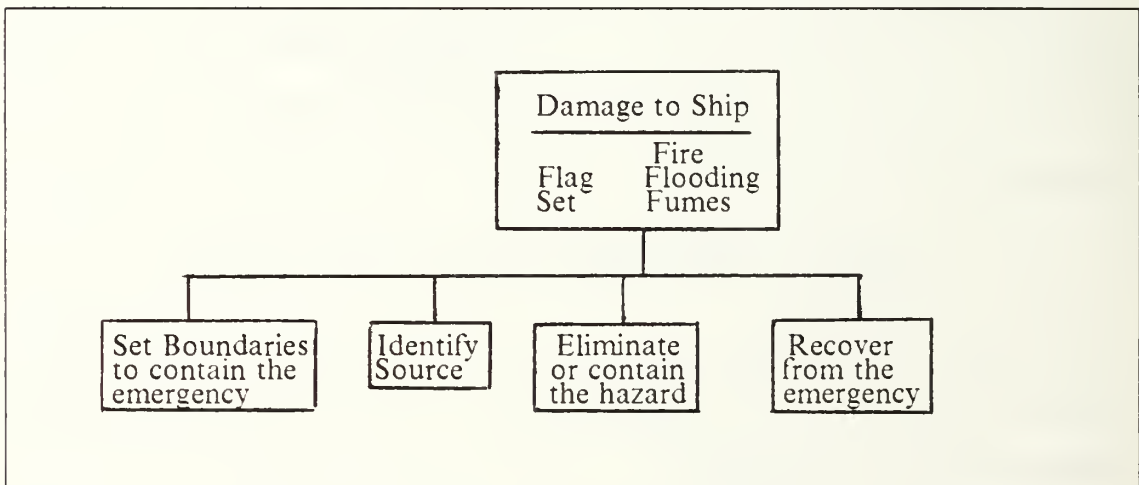 Damage to Ship
Fire
Flag Flooding
Set Fumes
Set Boundaries
to contain the
emergency
Identify
Source
Eliminate
or contain
the hazard
Recover
from the
emergency